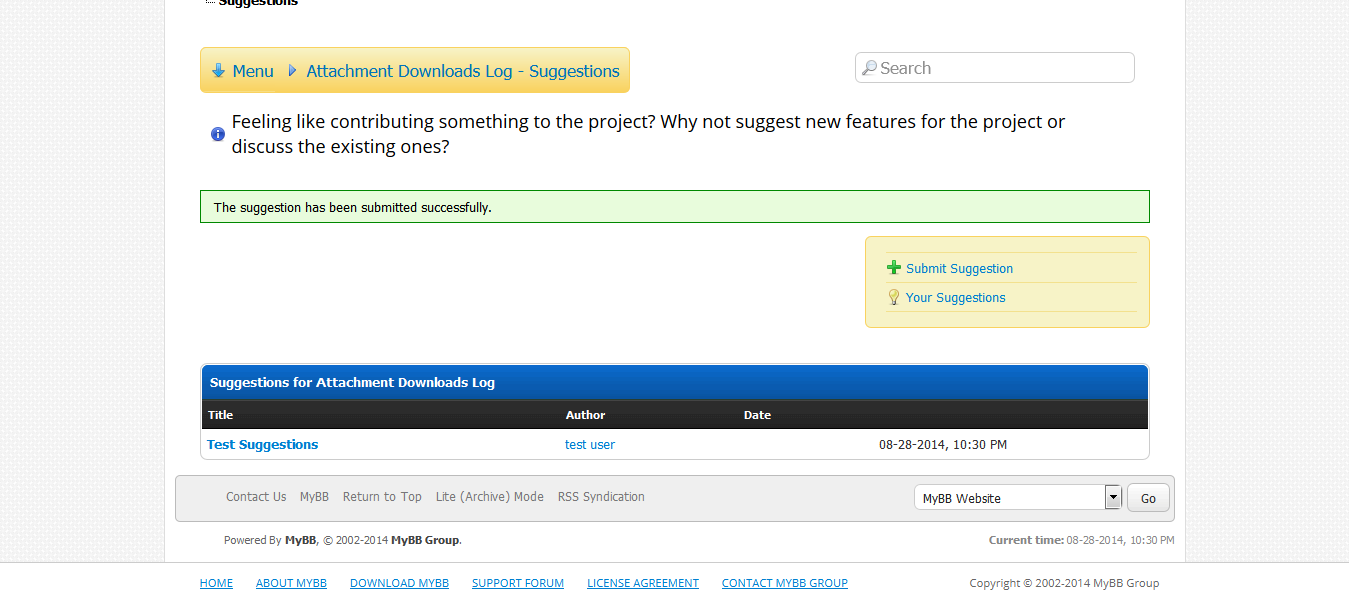 Suggestions
Menu Attachment Downloads Log - Suggestions
Search
Feeling like contributing something to the project? Why not suggest new features for the project or
discuss the existing ones?
The suggestion has been submitted successfully.
Submit Suggestion
Your Suggestions
Suggestions for Attachment Downloads Log
Title Author Date
Test Suggestions test user 08-28-2014, 10:30 PM
Contact Us MyBB Return to Top Lite (Archive) Mode RSS Syndication MyBB Website Go
Powered By MyBB, © 2002-2014 MyBB Group. Current time: 08-28-2014, 10:30 PM
HOME ABOUT MYBB DOWNLOAD MYBB SUPPORT FORUM LICENSE AGREEMENT CONTACT MYBB GROUP Copyright © 2002-2014 MyBB Group